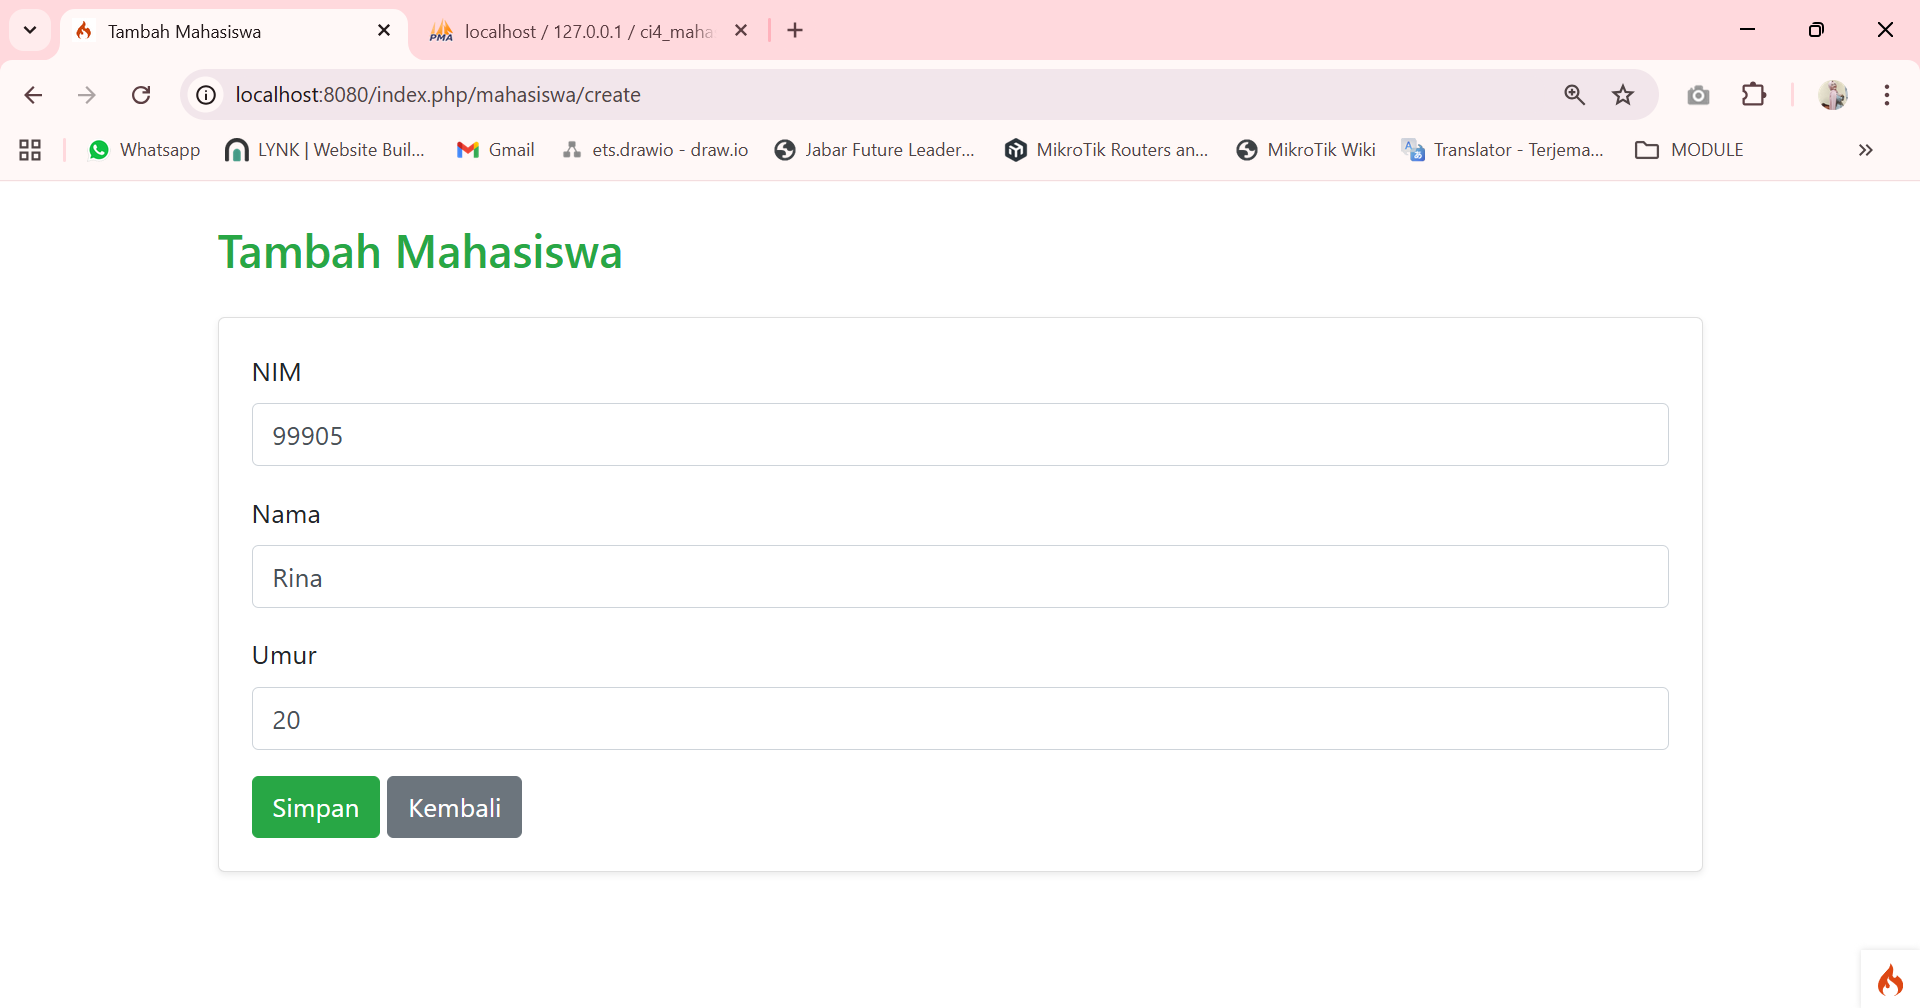 Tambah Mahasiswa
localhost / 127.0.0.1 / ci4_maha
localhost:8080/index.php/mahasiswa/create
Whatsapp
LYNK | Website Buil...
Gmail
ets.drawio - draw.io
Jabar Future Leader...
MikroTik Routers an...
MikroTik Wiki
Translator - Terjema...
MODULE
Tambah Mahasiswa
NIM
99905
Nama
Rina
Umur
20
Simpan
Kembali